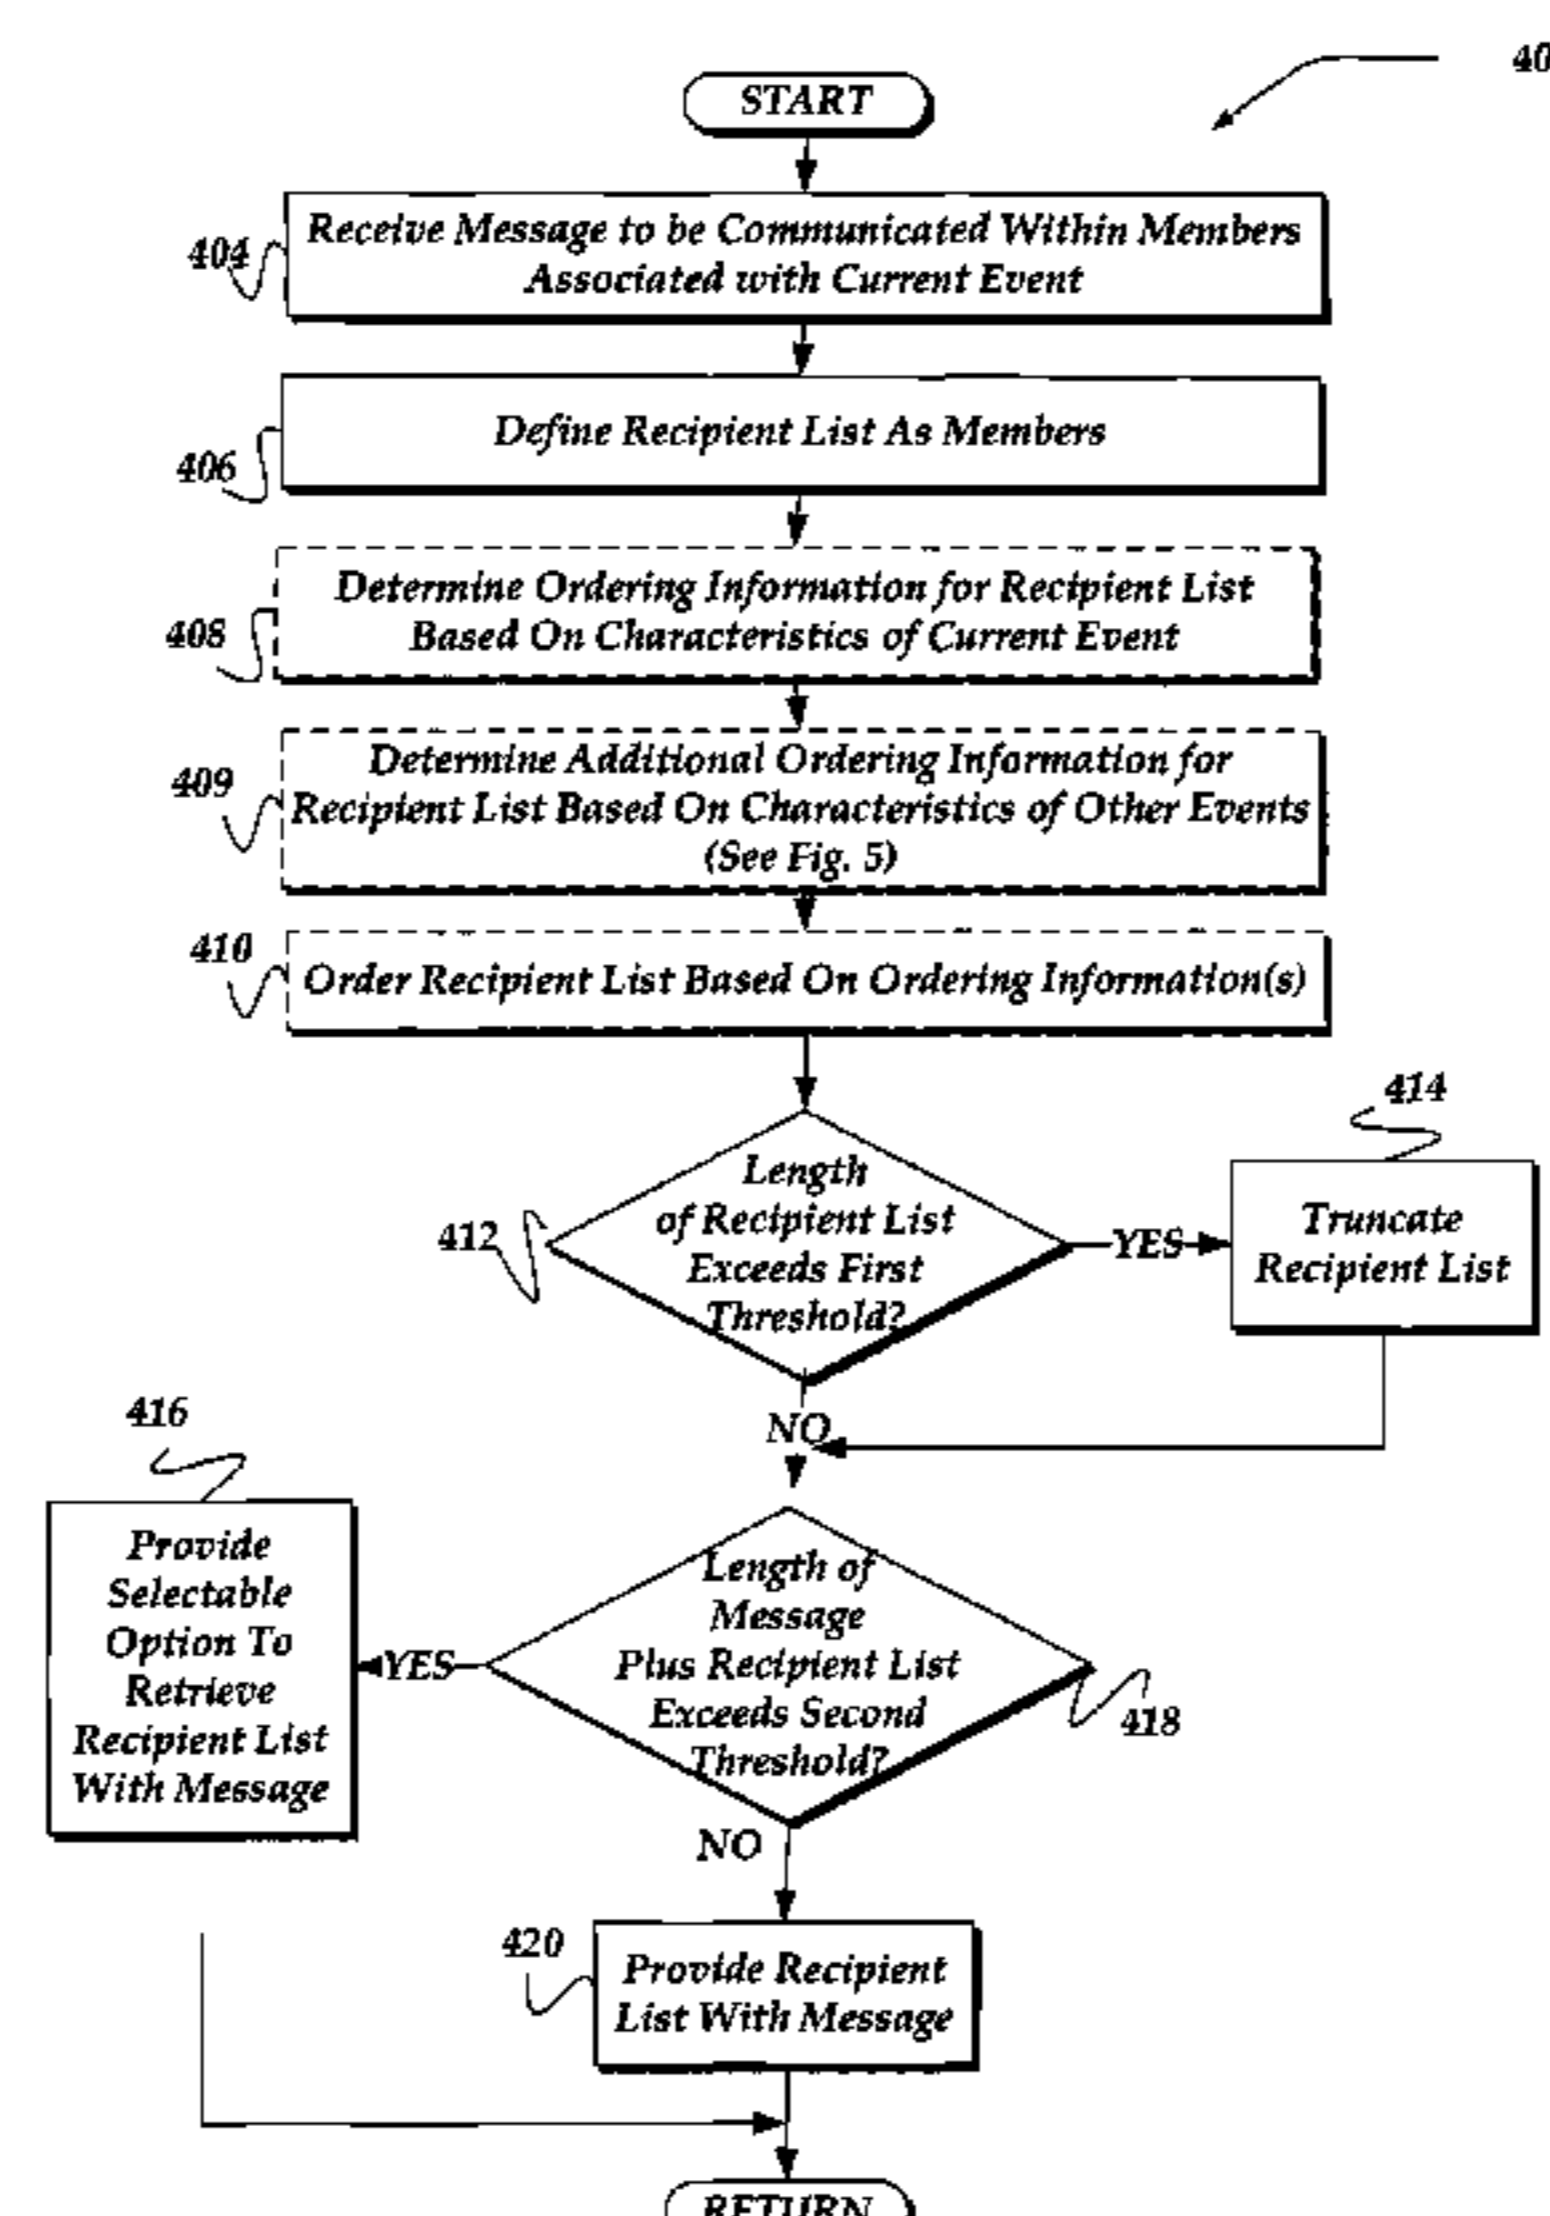 40
START
404
Receive Message to be Communicated Within Members
Associated with Current Event
406
Define Recipient List As Members
408
Determine Ordering Information for Recipient List
Based On Characteristics of Current Event
409
Determine Additional Ordering Information for
Recipient List Based On Characteristics of Other Events
(See Fig. 5)
410
Order Recipient List Based On Ordering Information(s)
412
Length
of Recipient List
Exceeds First
Threshold?
YES
414
Truncate
Recipient List
NO
416
Provide
Selectable
Option To
Retrieve
Recipient List
With Message
YES
Length of
Message
Plus Recipient List
Exceeds Second
Threshold?
418
NO
420
Provide Recipient
List With Message
RETURN